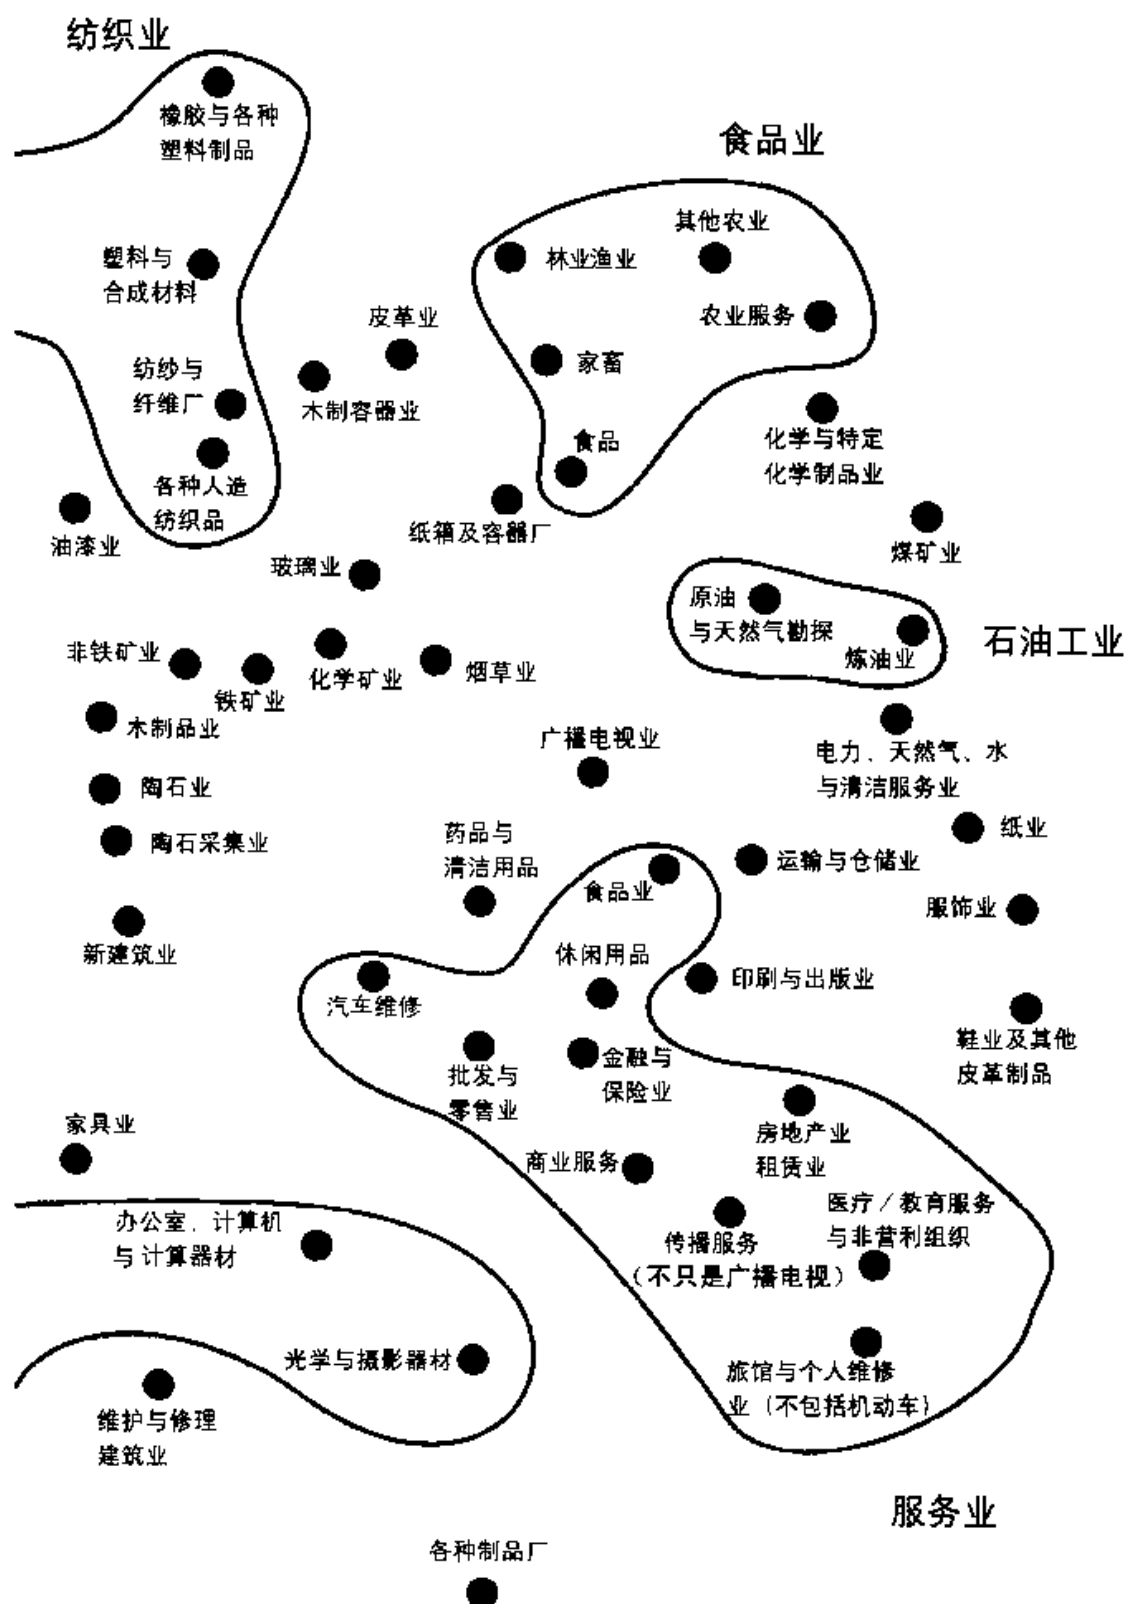 纺织业
橡胶与各种
塑料制品
食品业
其他农业
林业渔业
塑料与
合成材料
农业服务
皮革业
家畜
纺纱与
纤维厂
木制容器业
食品
化学与特定
化学制品业
各种人造
纺织品
纸箱及容器厂
油漆业
煤矿业
玻璃业
原油
与天然气勘探
石油工业
炼油业
非铁矿业
铁矿业
化学矿业
烟草业
木制品业
广播电视业
电力、天然气、水
与清洁服务业
陶石业
纸业
陶石采集业
药品与
清洁用品
运输与仓储业
食品业
服饰业
新建筑业
休闲用品
印刷与出版业
汽车维修
鞋业及其他
皮革制品
批发与
零售业
金融与
保险业
家具业
房地产业
租赁业
商业服务
医疗/教育服务
与非营利组织
办公室、计算机
与计算器材
传播服务
（不只是广播电视）
光学与摄影器材
旅馆与个人维修
业（不包括机动车）
维护与修理
建筑业
服务业
各种制品厂